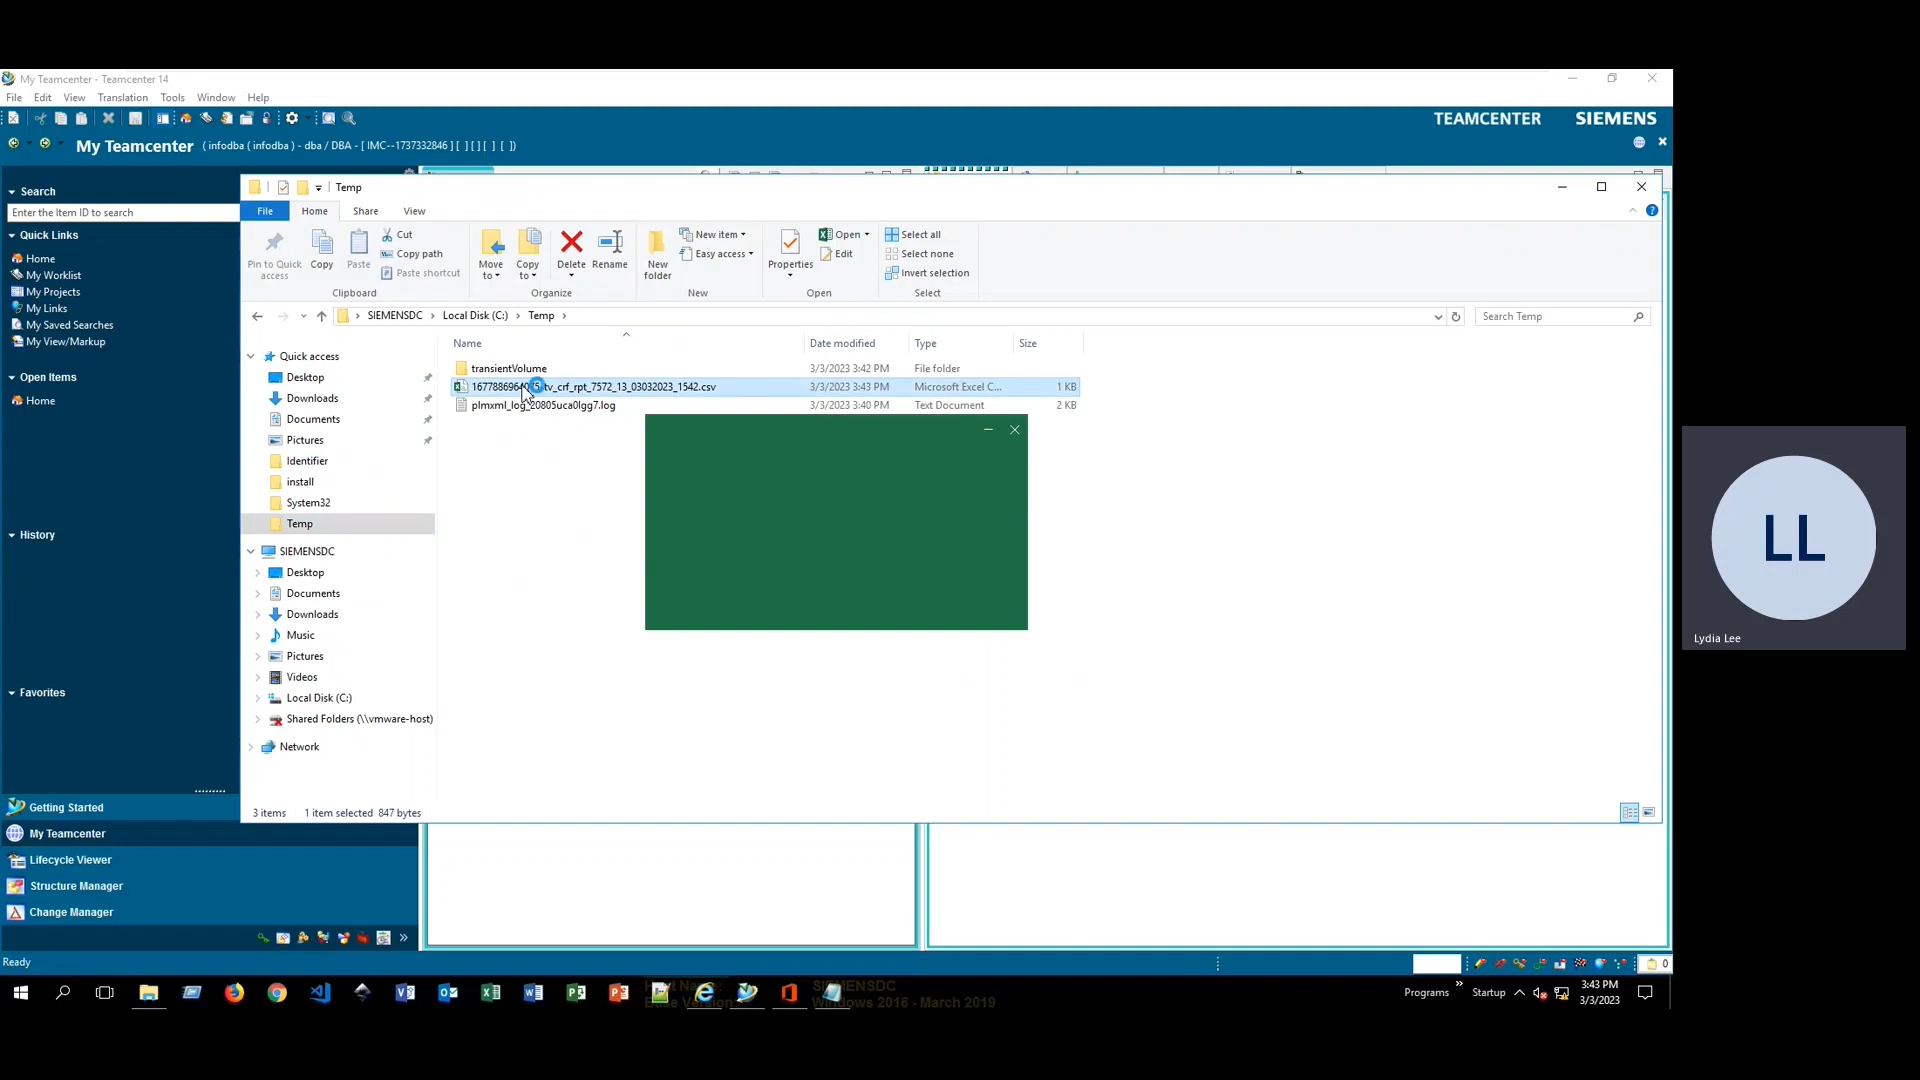 My Teamcenter - Teamcenter 14
File Edit View Translation Tools Window Help
TEAMCENTER SIEMENS
My Teamcenter ( infodba ( infodba ) - dba / DBA - [ IMC--1737332846 ] [ ] [ ] [ ] [ ])
Search
Enter the Item ID to search
Quick Links
Home
My Worklist
My Projects
My Links
My Saved Searches
My View/Markup
Open Items
Home
History
Favorites
Getting Started
My Teamcenter
Lifecycle Viewer
Structure Manager
Change Manager
Ready
Temp
File Home Share View
Pin to Quick access
Copy
Paste
Cut
Copy path
Paste shortcut
Clipboard
Move to
Copy to
Delete
Rename
Organize
New folder
New item
Easy access
New
Properties
Open
Edit
Open
Select all
Select none
Invert selection
Select
SIEMENSDC > Local Disk (C:) > Temp >
Search Temp
Name Date modified Type Size
transientVolume 3/3/2023 3:42 PM File folder
tv_crf_rpt_7572_13_03032023_1542.csv 3/3/2023 3:43 PM Microsoft Excel C... 1 KB
plmxml_log_20805uca0lgg7.log 3/3/2023 3:40 PM Text Document 2 KB
Quick access
Desktop
Downloads
Documents
Pictures
Identifier
install
System32
Temp
SIEMENSDC
Desktop
Documents
Downloads
Music
Pictures
Videos
Local Disk (C:)
Shared Folders (\\vmware-host)
Network
3 items 1 item selected 847 bytes
0
SIEMENSDC
Windows 2016 - March 2019
Programs
Startup
3:43 PM
3/3/2023
LL
Lydia Lee